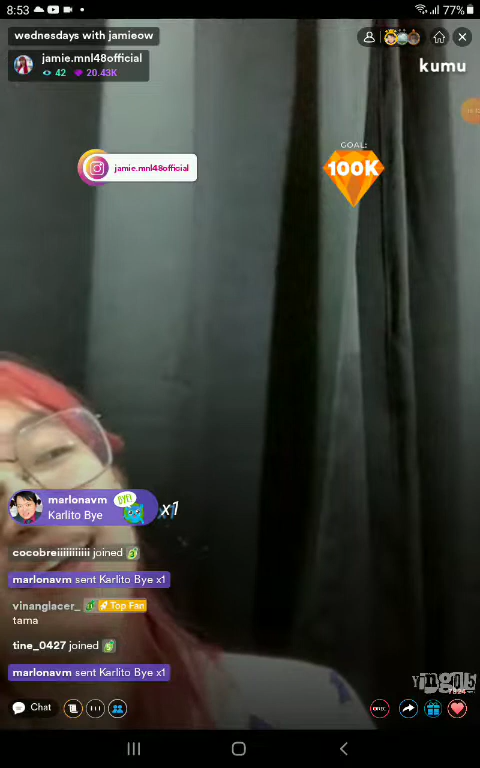 8:53
77%
wednesdays with jamieow
jamie.mnl48official
42 20.43K
kumu
GOAL:
100K
jamie.mnl48official
marlonavm
BYE!
Karlito Bye
x1
cocobreiiiiiiiiiii joined
marlonavm sent Karlito Bye x1
vinanglacer_ Top Fan
tama
tine_0427 joined
marlonavm sent Karlito Bye x1
Chat